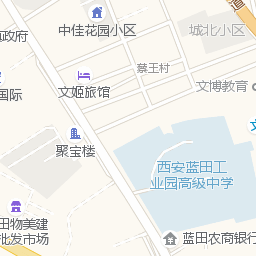 中佳花园小区
城北小区
政府
道
蔡王村
文博教育
国际
文姬旅馆
聚宝楼
西安蓝田工
业园高级中学
田物美建
批发市场
蓝田农商银行